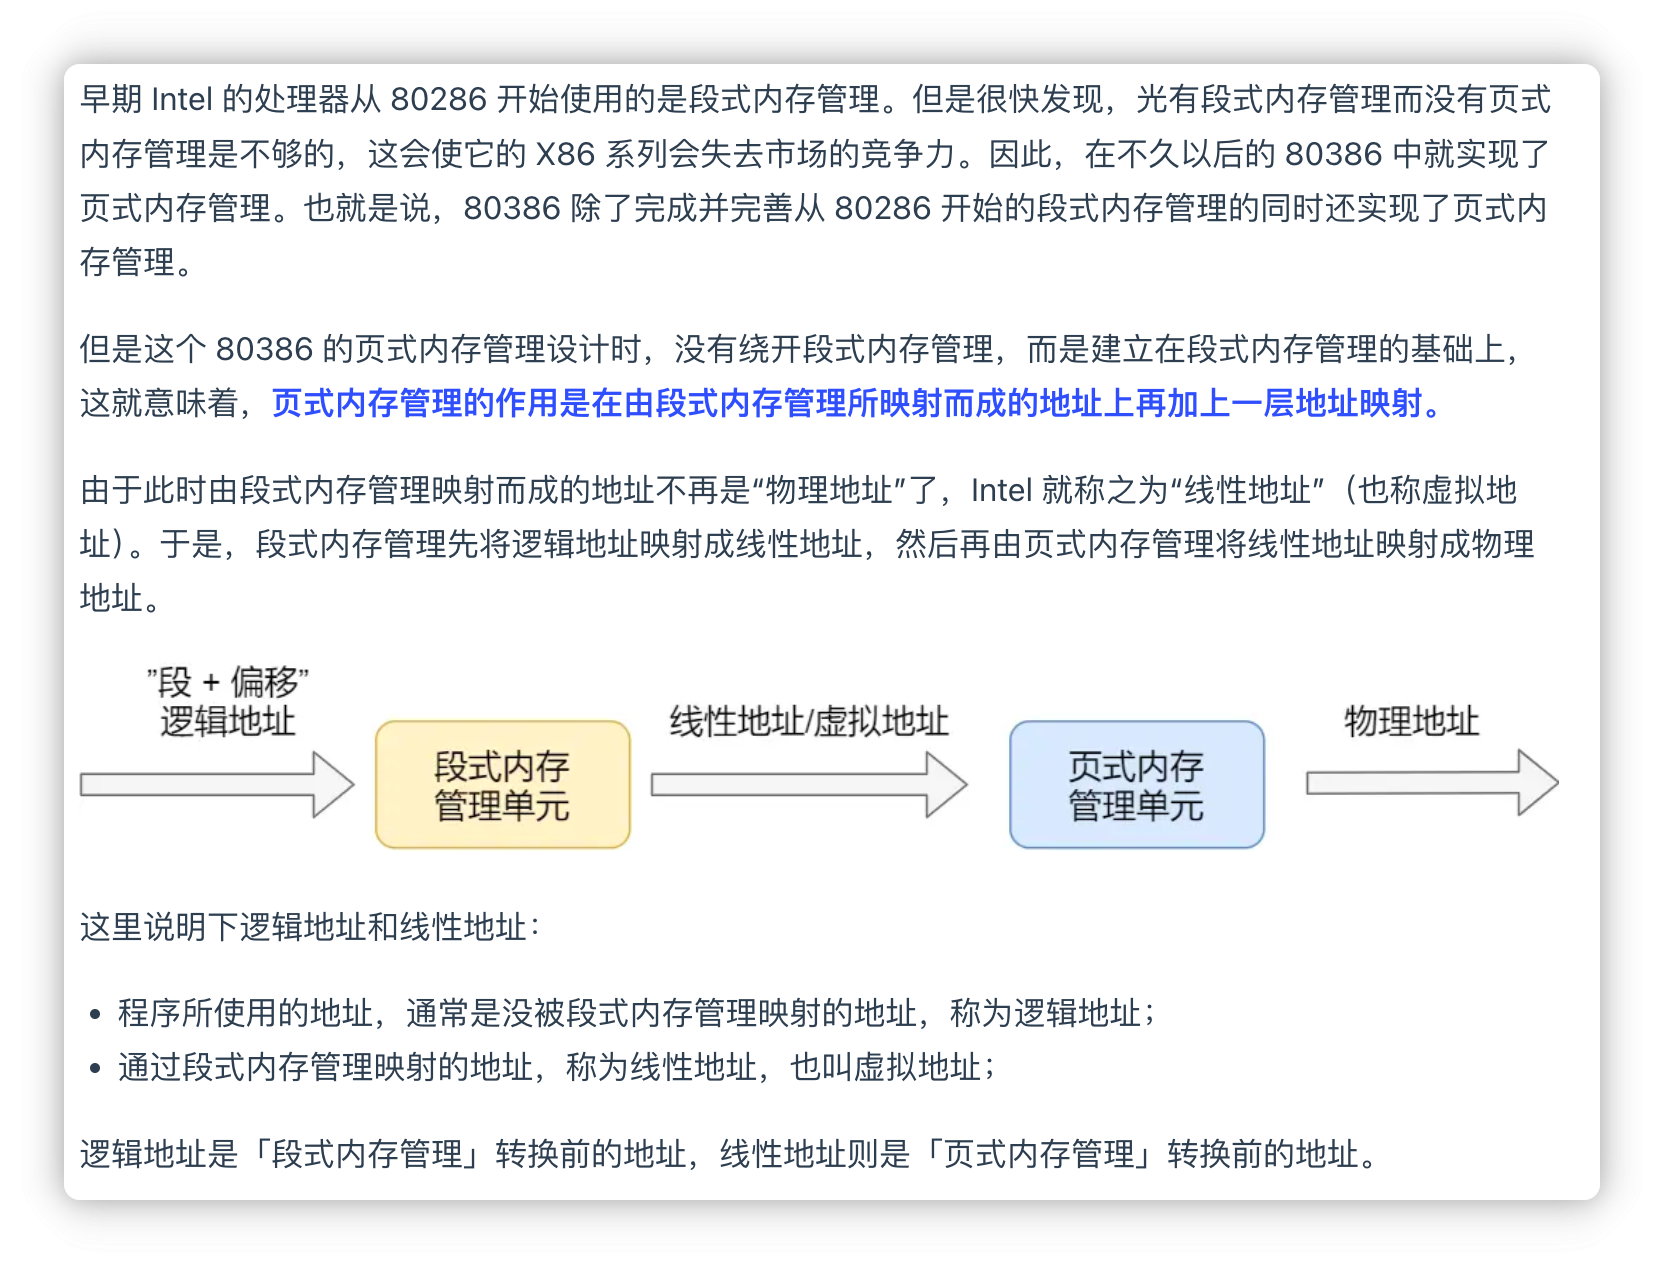 早期 Intel 的处理器从 80286 开始使用的是段式内存管理。但是很快发现，光有段式内存管理而没有页式
内存管理是不够的，这会使它的 X86 系列会失去市场的竞争力。因此，在不久以后的 80386 中就实现了
页式内存管理。也就是说，80386 除了完成并完善从 80286 开始的段式内存管理的同时还实现了页式内
存管理。
但是这个 80386 的页式内存管理设计时，没有绕开段式内存管理，而是建立在段式内存管理的基础上，
这就意味着，页式内存管理的作用是在由段式内存管理所映射而成的地址上再加上一层地址映射。
由于此时由段式内存管理映射而成的地址不再是“物理地址”了，Intel 就称之为“线性地址”（也称虚拟地
址）。于是，段式内存管理先将逻辑地址映射成线性地址，然后再由页式内存管理将线性地址映射成物理
地址。
”段 + 偏移”
逻辑地址
段式内存
管理单元
线性地址/虚拟地址
页式内存
管理单元
物理地址
这里说明下逻辑地址和线性地址：
• 程序所使用的地址，通常是没被段式内存管理映射的地址，称为逻辑地址；
• 通过段式内存管理映射的地址，称为线性地址，也叫虚拟地址；
逻辑地址是「段式内存管理」转换前的地址，线性地址则是「页式内存管理」转换前的地址。